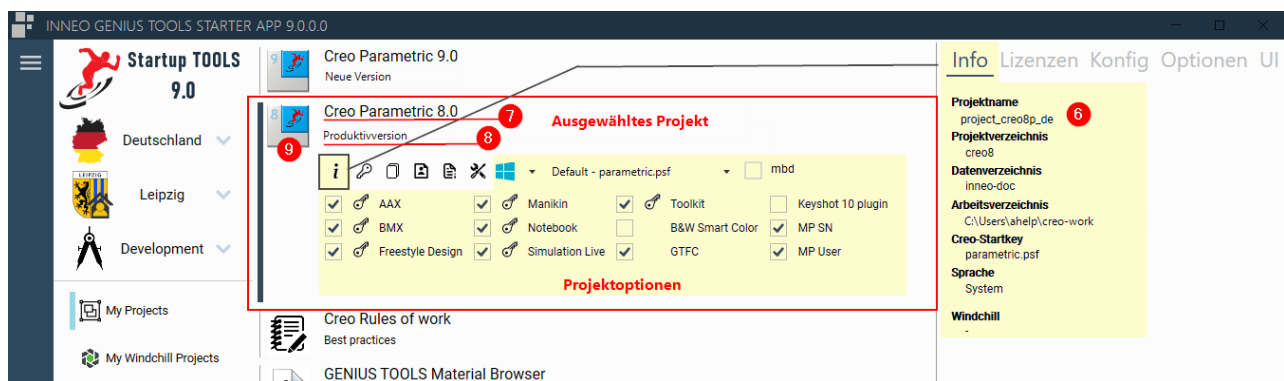 INNEO GENIUS TOOLS STARTER APP 9.0.0.0
Startup TOOLS
9.0
Deutschland
LEIPZIG
Leipzig
Development
My Projects
My Windchill Projects
9
Creo Parametric 9.0
Neue Version
8
Creo Parametric 8.0
7
Ausgewähltes Projekt
Produktivversion
8
9
i
Default - parametric.psf
mbd
AAX Manikin Toolkit Keyshot 10 plugin
BMX Notebook B&W Smart Color MP SN
Freestyle Design Simulation Live GTFC MP User
Projektoptionen
Creo Rules of work
Best practices
GENIUS TOOLS Material Browser
Info Lizenzen Konfig Optionen UI
Projektname
project_creo8p_de
6
Projektverzeichnis
creo8
Datenverzeichnis
inneo-doc
Arbeitsverzeichnis
C:\Users\ahelp\creo-work
Creo-Startkey
parametric.psf
Sprache
System
Windchill
-